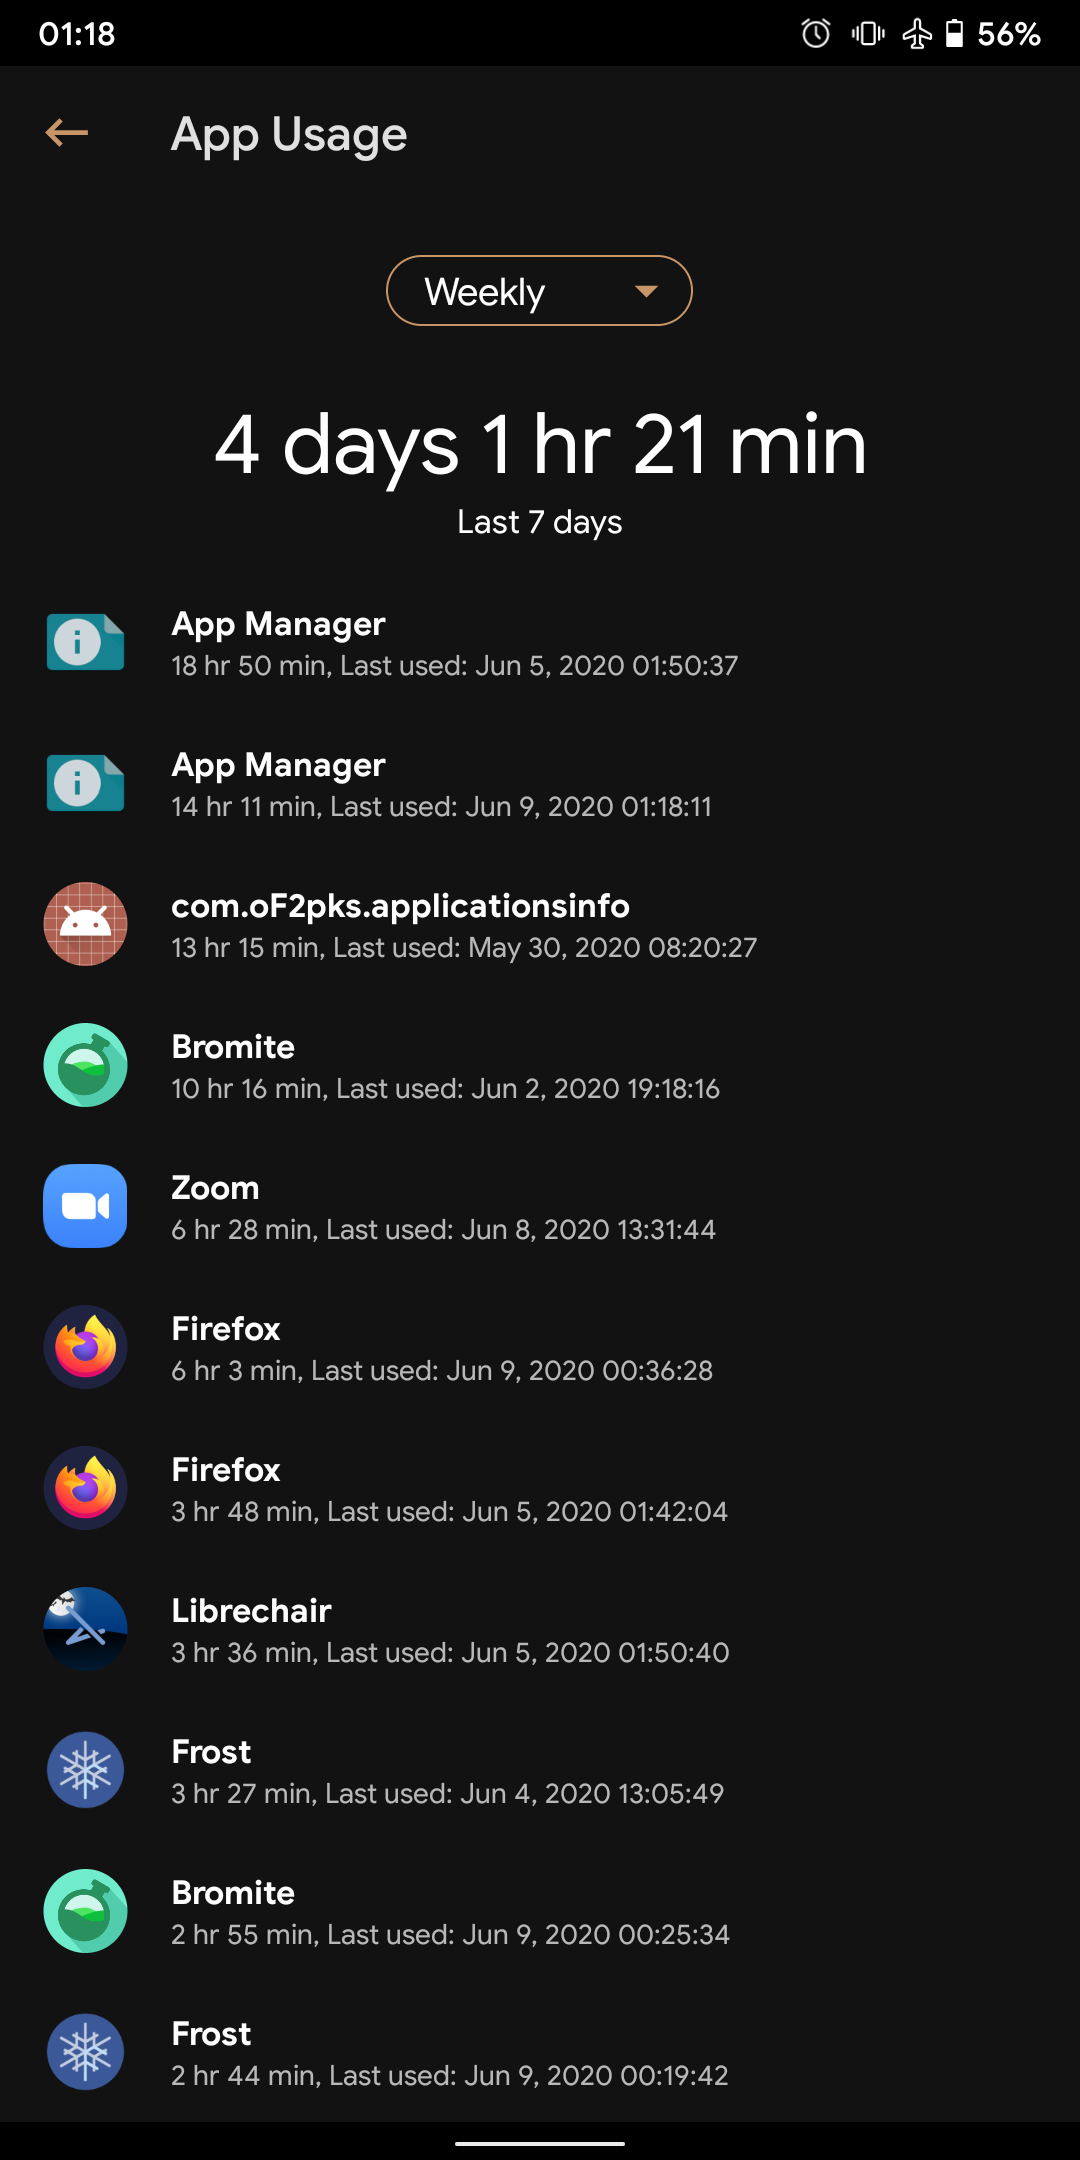 01:18
56%
App Usage
Weekly
4 days 1 hr 21 min
Last 7 days
App Manager
18 hr 50 min, Last used: Jun 5, 2020 01:50:37
App Manager
14 hr 11 min, Last used: Jun 9, 2020 01:18:11
com.oF2pks.applicationsinfo
13 hr 15 min, Last used: May 30, 2020 08:20:27
Bromite
10 hr 16 min, Last used: Jun 2, 2020 19:18:16
Zoom
6 hr 28 min, Last used: Jun 8, 2020 13:31:44
Firefox
6 hr 3 min, Last used: Jun 9, 2020 00:36:28
Firefox
3 hr 48 min, Last used: Jun 5, 2020 01:42:04
Librechair
3 hr 36 min, Last used: Jun 5, 2020 01:50:40
Frost
3 hr 27 min, Last used: Jun 4, 2020 13:05:49
Bromite
2 hr 55 min, Last used: Jun 9, 2020 00:25:34
Frost
2 hr 44 min, Last used: Jun 9, 2020 00:19:42